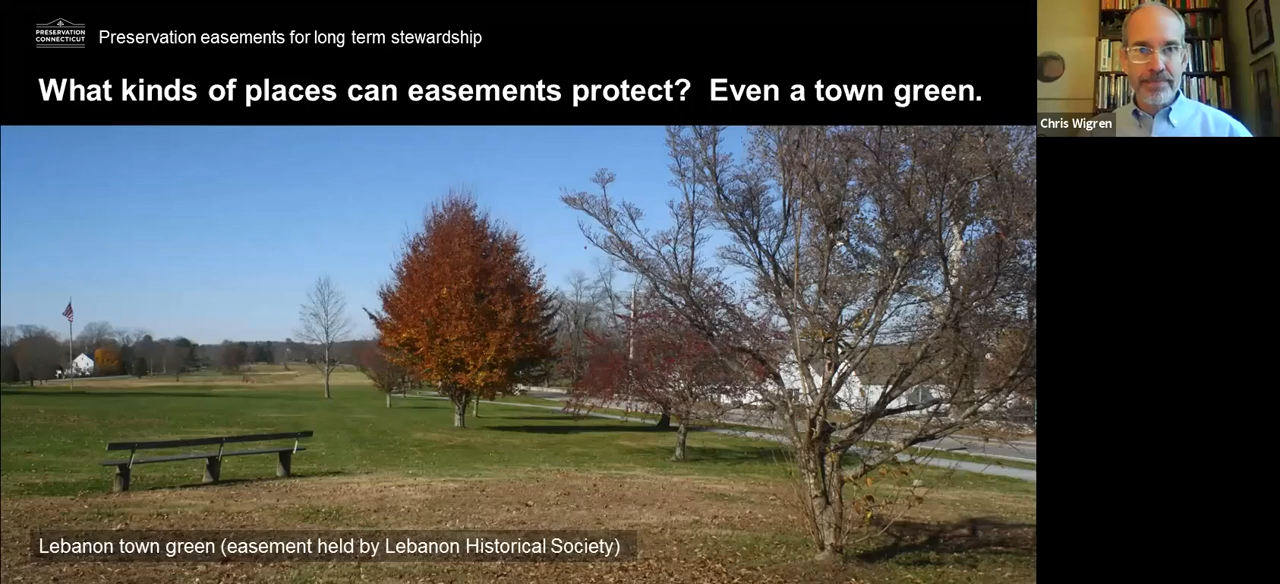 PRESERVATION
CONNECTICUT
Preservation easements for long term stewardship
What kinds of places can easements protect?  Even a town green.
Chris Wigren
Lebanon town green (easement held by Lebanon Historical Society)